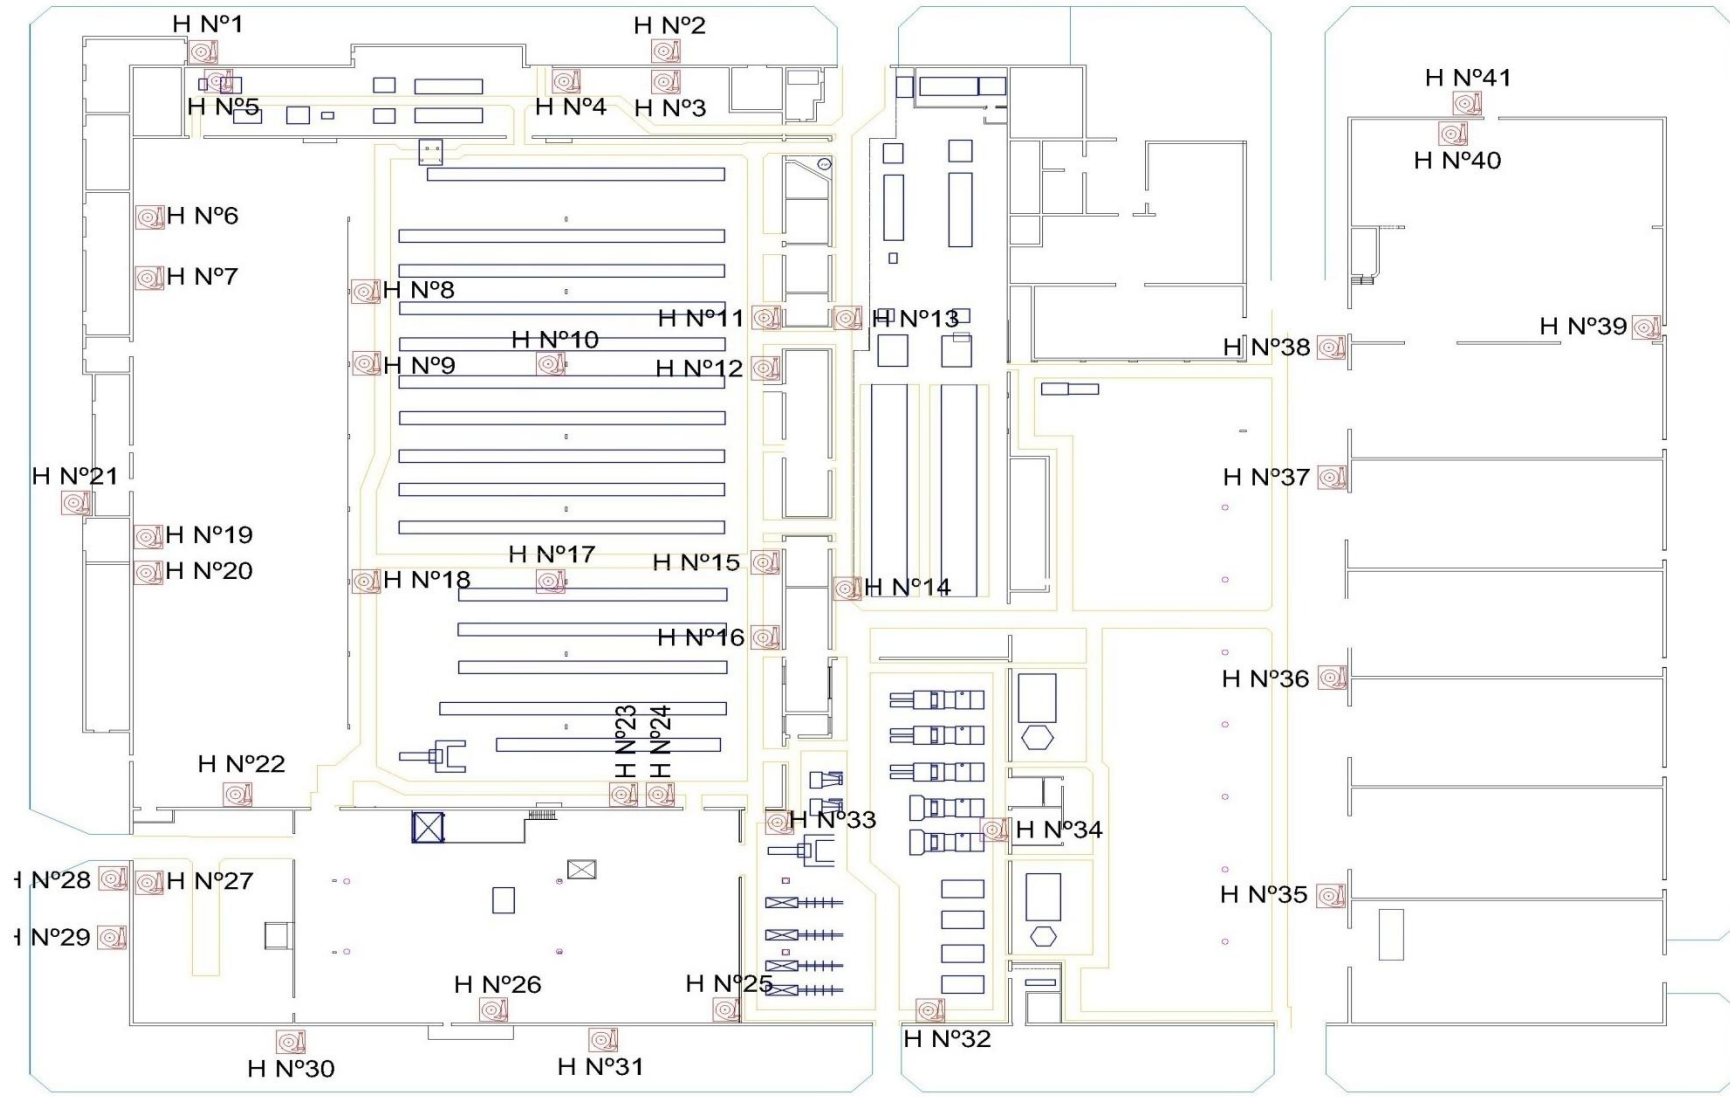 H Nº1
H Nº2
H Nº5
H Nº4
H Nº3
H Nº41
H Nº40
H Nº6
H Nº7
H Nº8
H Nº11
H Nº13
H Nº39
H Nº10
H Nº9
H Nº12
H Nº38
H Nº21
H Nº37
H Nº19
H Nº20
H Nº17
H Nº18
H Nº15
H Nº14
H Nº16
H Nº36
H Nº23
H Nº24
H Nº22
H Nº33
H Nº34
H Nº28
H Nº27
H Nº35
H Nº29
H Nº26
H Nº25
H Nº32
H Nº30
H Nº31